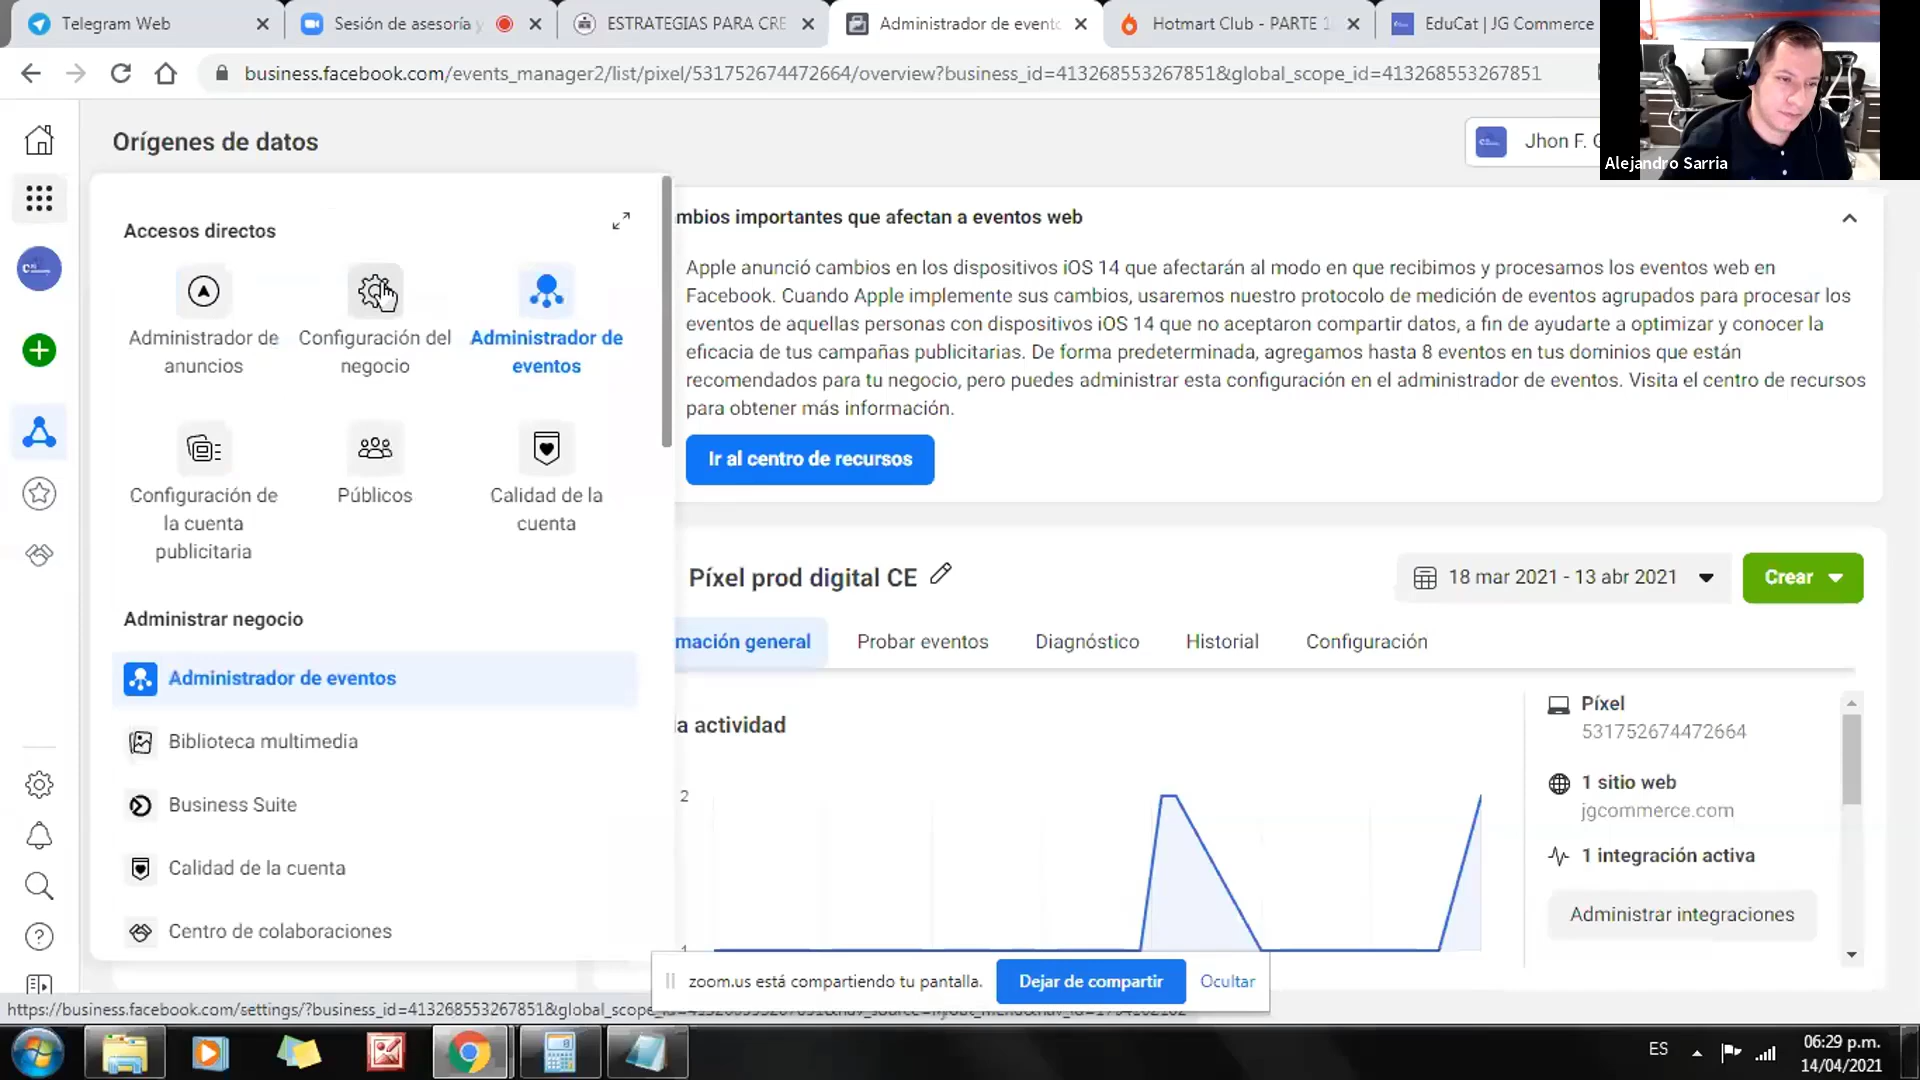 Telegram Web
Sesión de asesoría y
ESTRATEGIAS PARA CRE
Administrador de evento
Hotmart Club - PARTE 1
EduCat | JG Commerce
business.facebook.com/events_manager2/list/pixel/531752674472664/overview?business_id=413268553267851&global_scope_id=413268553267851
Alejandro Sarria
Orígenes de datos
Jhon F.
Accesos directos
Administrador de anuncios
Configuración del negocio
Administrador de eventos
Configuración de la cuenta publicitaria
Públicos
Calidad de la cuenta
Administrar negocio
Administrador de eventos
Biblioteca multimedia
Business Suite
Calidad de la cuenta
Centro de colaboraciones
mbios importantes que afectan a eventos web
Apple anunció cambios en los dispositivos iOS 14 que afectarán al modo en que recibimos y procesamos los eventos web en
Facebook. Cuando Apple implemente sus cambios, usaremos nuestro protocolo de medición de eventos agrupados para procesar los
eventos de aquellas personas con dispositivos iOS 14 que no aceptaron compartir datos, a fin de ayudarte a optimizar y conocer la
eficacia de tus campañas publicitarias. De forma predeterminada, agregamos hasta 8 eventos en tus dominios que están
recomendados para tu negocio, pero puedes administrar esta configuración en el administrador de eventos. Visita el centro de recursos
para obtener más información.
Ir al centro de recursos
Píxel prod digital CE
18 mar 2021 - 13 abr 2021
Crear
mación general
Probar eventos
Diagnóstico
Historial
Configuración
a actividad
2
1
Píxel
531752674472664
1 sitio web
jgcommerce.com
1 integración activa
Administrar integraciones
zoom.us está compartiendo tu pantalla.
Dejar de compartir
Ocultar
https://business.facebook.com/settings/?business_id=413268553267851&global_scope_
ES
06:29 p.m.
14/04/2021